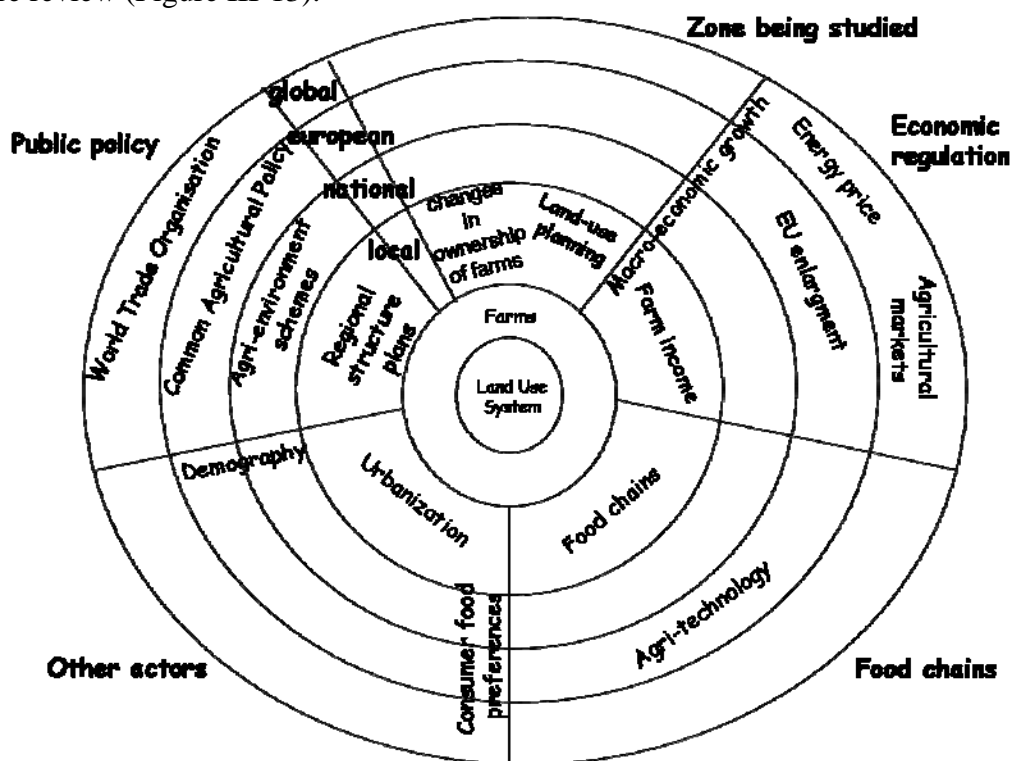 Zone being studied
Public policy
Economic
regulation
global
european
national
local
World Trade Organisation
Common Agricultural Policy
Agri-environment
schemes
Regional
structure
plans
changes
in
ownership
of farms
Land-use
planning
Macro-economic growth
Energy price
EU enlargment
Agricultural
markets
Farm income
Farms
Land Use
System
Demography
Urbanization
Food chains
Consumer food
preferences
Agri-technology
Other actors
Food chains